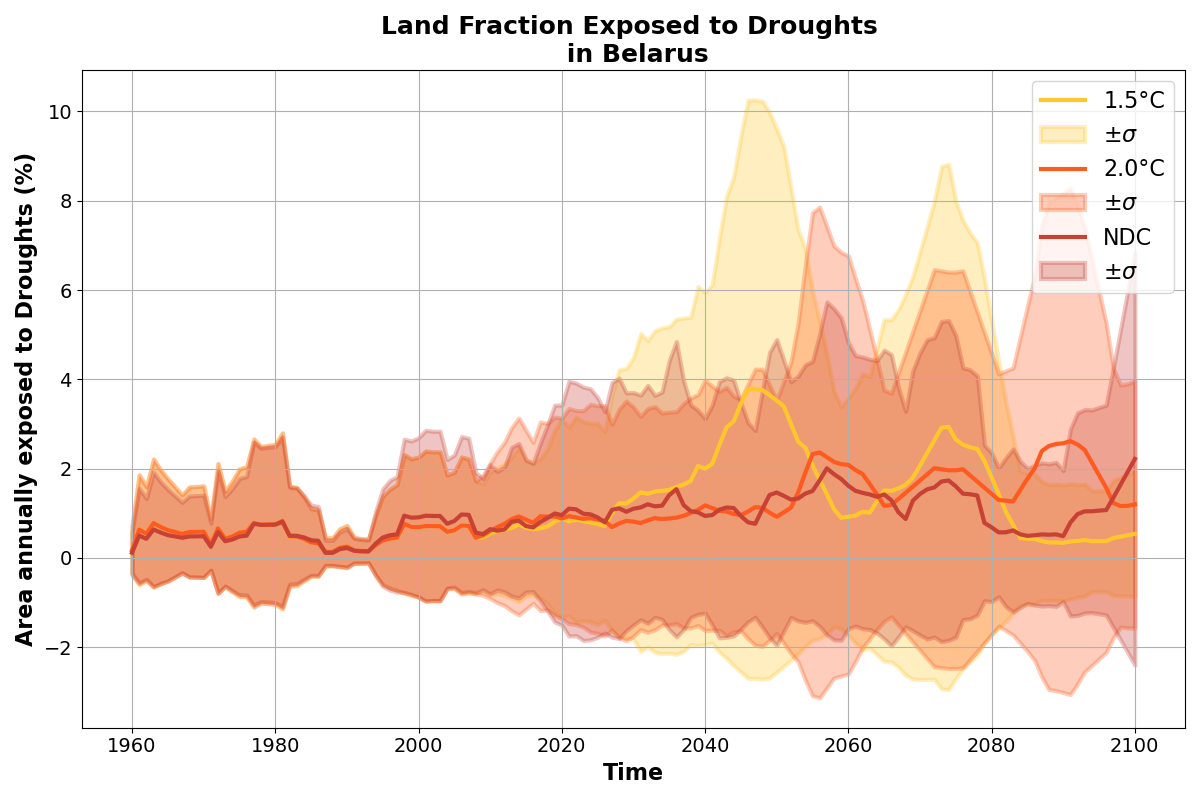 Land Fraction Exposed to Droughts
in Belarus
Area annually exposed to Droughts (%)
10
8
6
4
2
0
−2
1960
1980
2000
2020
2040
2060
2080
2100
Time
1.5°C
±σ
2.0°C
±σ
NDC
±σ